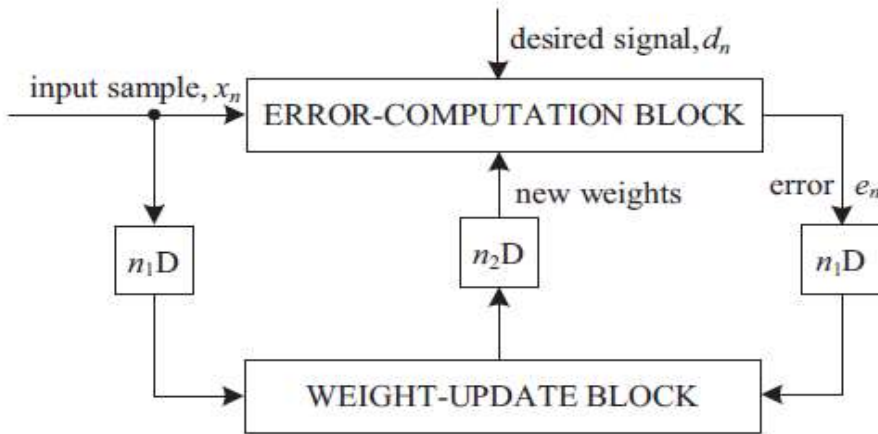 desired signal, dₙ
input sample, xₙ
ERROR-COMPUTATION BLOCK
new weights
error eₙ
n₁D
n₂D
n₁D
WEIGHT-UPDATE BLOCK